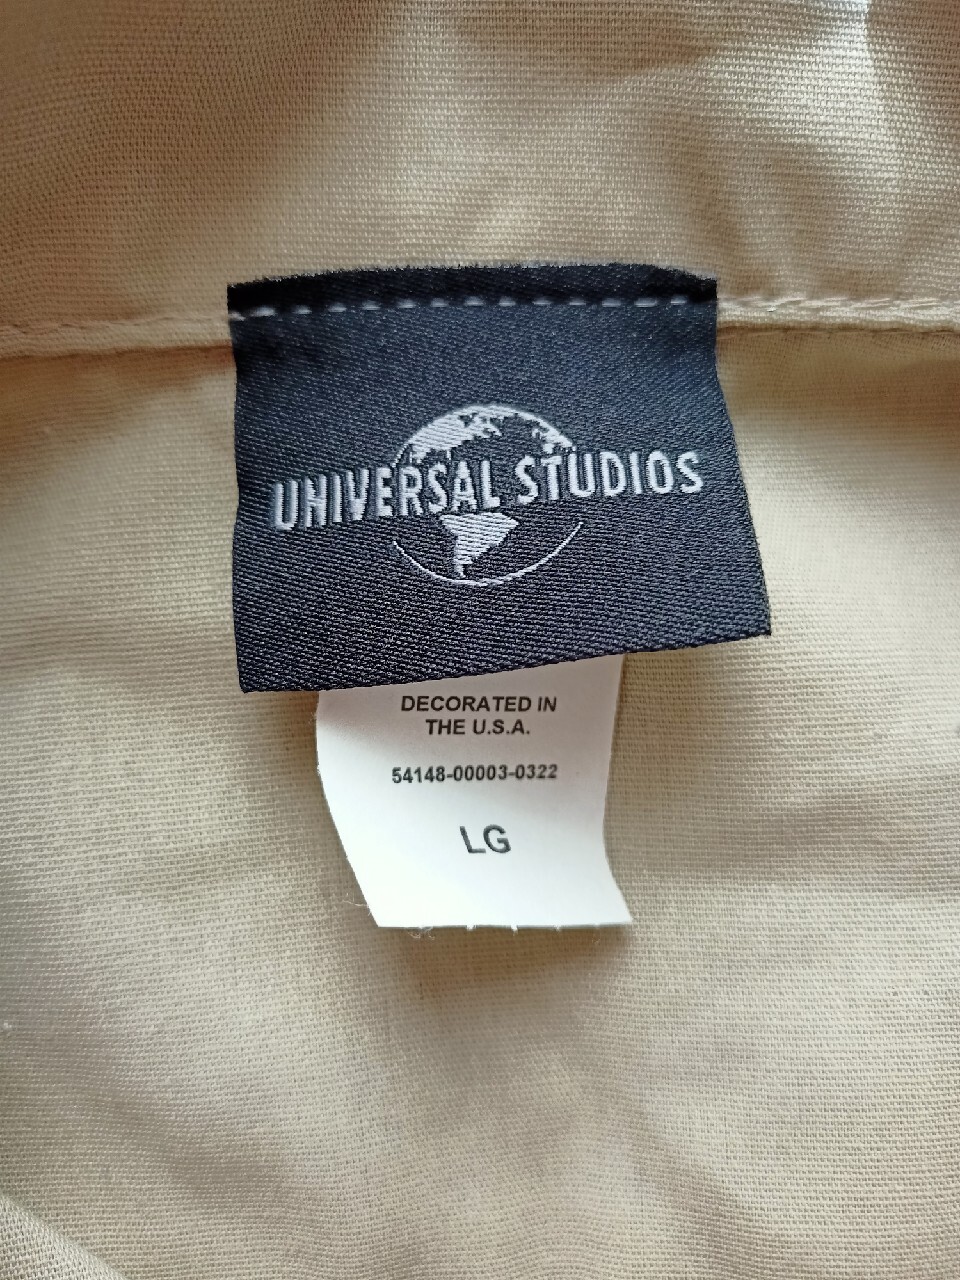 UNIVERSAL STUDIOS
DECORATED IN
THE U.S.A.
54148-00003-0322
LG